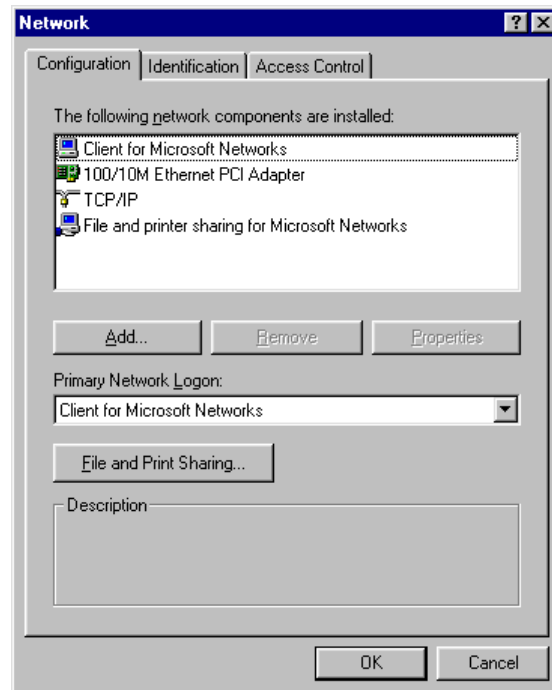 Network
Configuration Identification Access Control
The following network components are installed:
Client for Microsoft Networks
100/10M Ethernet PCI Adapter
TCP/IP
File and printer sharing for Microsoft Networks
Add... Remove Properties
Primary Network Logon:
Client for Microsoft Networks
File and Print Sharing...
Description
OK Cancel